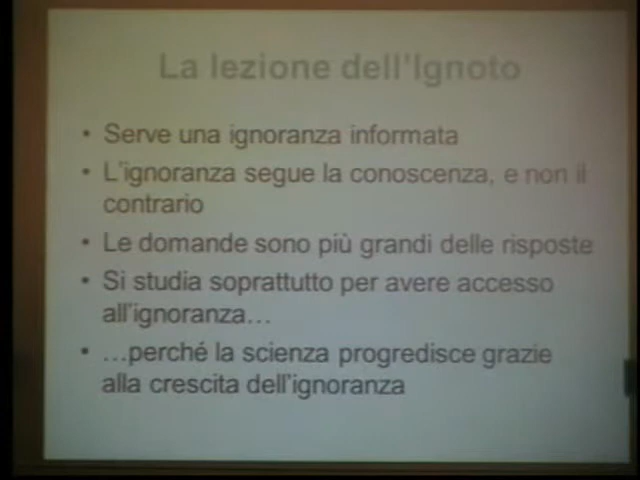 La lezione dell'Ignoto
• Serve una ignoranza informata
• L'ignoranza segue la conoscenza, e non il
contrario
• Le domande sono più grandi delle risposte
• Si studia soprattutto per avere accesso
all'ignoranza…
• …perché la scienza progredisce grazie
alla crescita dell'ignoranza